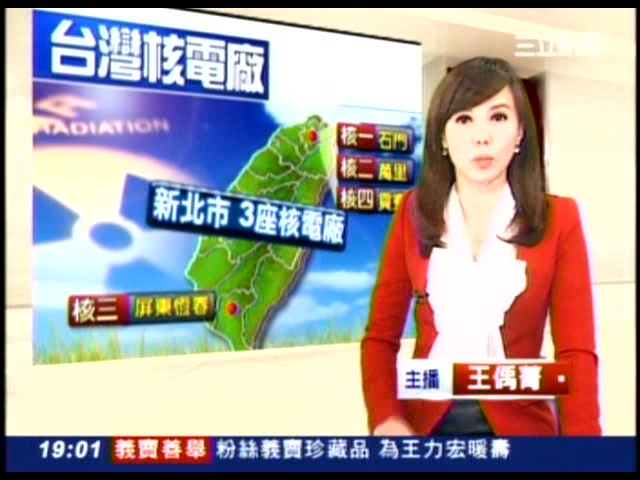 台灣核電廠
RADIATION
核一 石門
核二 萬里
核四 貢
新北市 3座核電廠
核三 屏東恆春
主播 王偊菁
19:01 義賣善舉 粉絲義賣珍藏品 為王力宏暖壽